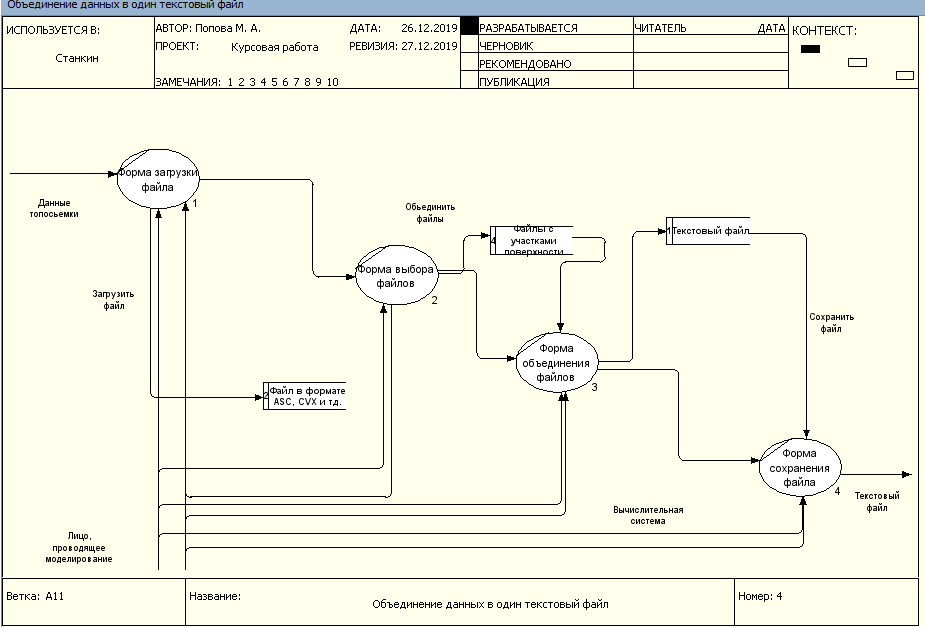 Объединение данных в один текстовый файл
ИСПОЛЬЗУЕТСЯ В:
Станкин
АВТОР: Попова М. А.
ДАТА: 26.12.2019
ПРОЕКТ: Курсовая работа
РЕВИЗИЯ: 27.12.2019
ЗАМЕЧАНИЯ: 1 2 3 4 5 6 7 8 9 10
РАЗРАБАТЫВАЕТСЯ
ЧЕРНОВИК
РЕКОМЕНДОВАНО
ПУБЛИКАЦИЯ
ЧИТАТЕЛЬ
ДАТА
КОНТЕКСТ:
Форма загрузки
файла
1
Данные
топосьемки
Загрузить
файл
Обьединить
файлы
Форма выбора
файлов
2
4
Файлы с
участками
поверхности
1
Текстовый файл
Сохранить
файл
Форма
объединения
файлов
3
2
Файл в формате
ASC, CVX и тд.
Форма
сохранения
файла
4
Текстовый
файл
Вычислительная
система
Лицо,
проводящее
моделирование
Ветка: A11
Название:
Объединение данных в один текстовый файл
Номер: 4